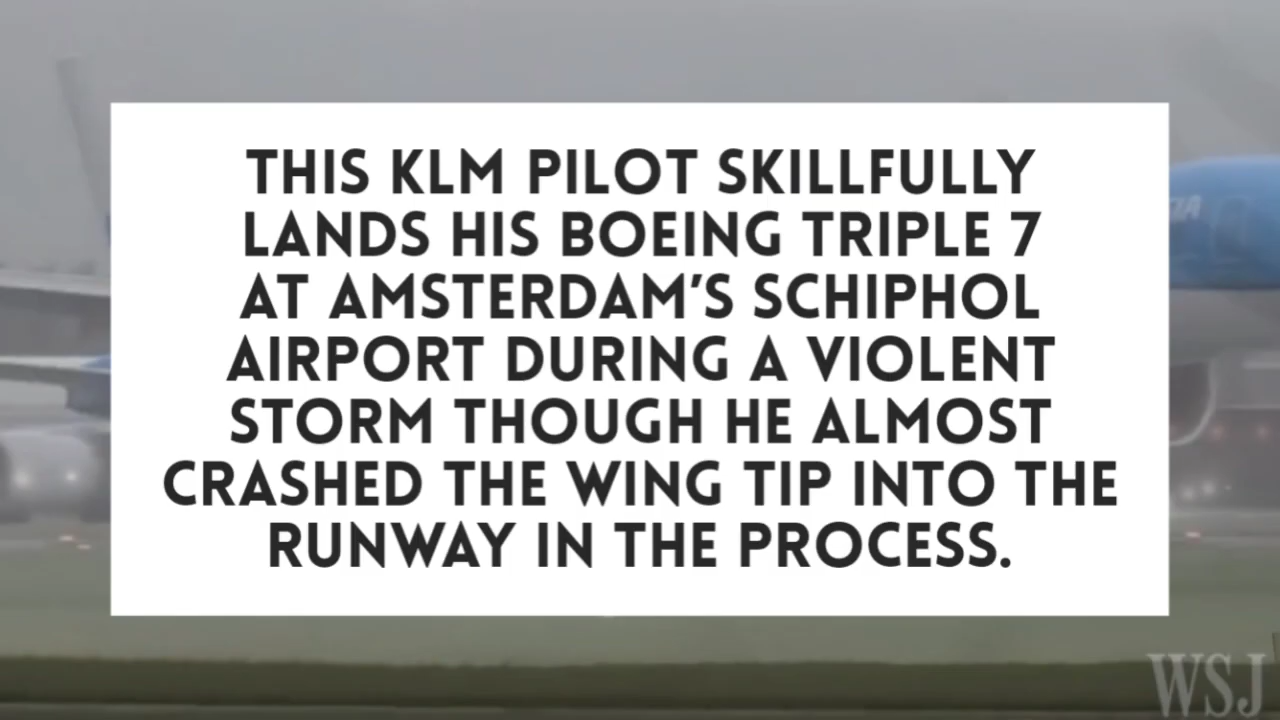 THIS KLM PILOT SKILLFULLY
LANDS HIS BOEING TRIPLE 7
AT AMSTERDAM'S SCHIPHOL
AIRPORT DURING A VIOLENT
STORM THOUGH HE ALMOST
CRASHED THE WING TIP INTO THE
RUNWAY IN THE PROCESS.
WSJ